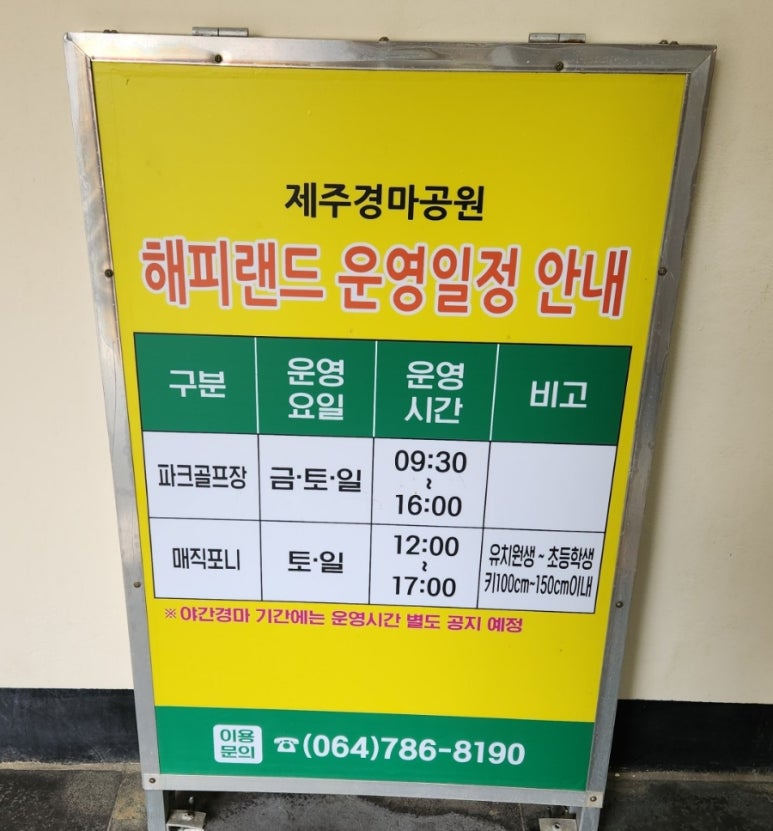 제주경마공원
해피랜드 운영일정 안내
구분
운영
요일
운영
시간
비고
파크골프장
금·토·일
09:30
~
16:00
매직포니
토·일
12:00
~
17:00
유치원생 ~ 초등학생
키100cm~150cm이내
※ 야간경마 기간에는 운영시간 별도 공지 예정
이용
문의
☎(064)786-8190